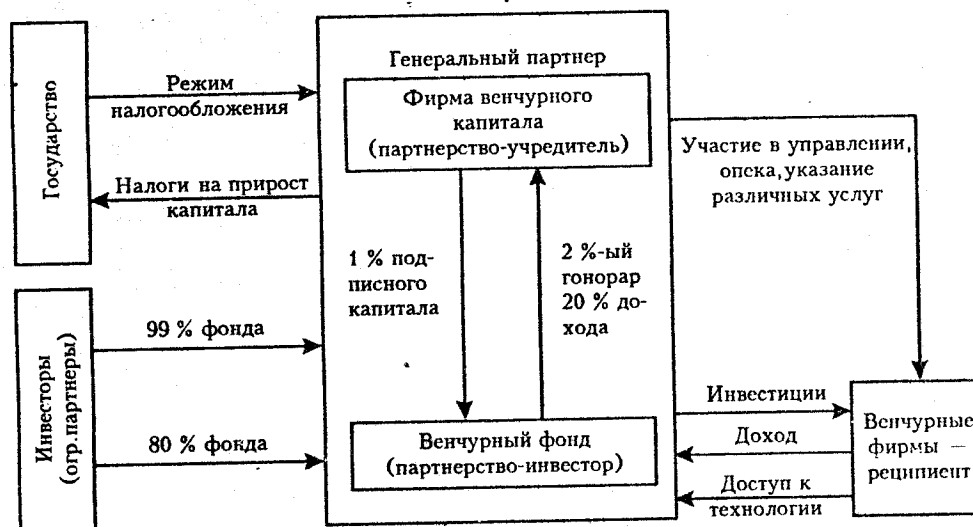 Государство
Режим
налогообложения
Налоги на прирост
капитала
Генеральный партнер
Фирма венчурного
капитала
(партнерство-учредитель)
1 % под-
писного
капитала
2 %-ый
гонорар
20 % до-
хода
Венчурный фонд
(партнерство-инвестор)
Участие в управлении,
опека, указание
различных услуг
Инвесторы
(огр.партнеры)
99 % фонда
80 % фонда
Инвестиции
Доход
Доступ к
технологии
Венчурные
фирмы —
реципиент